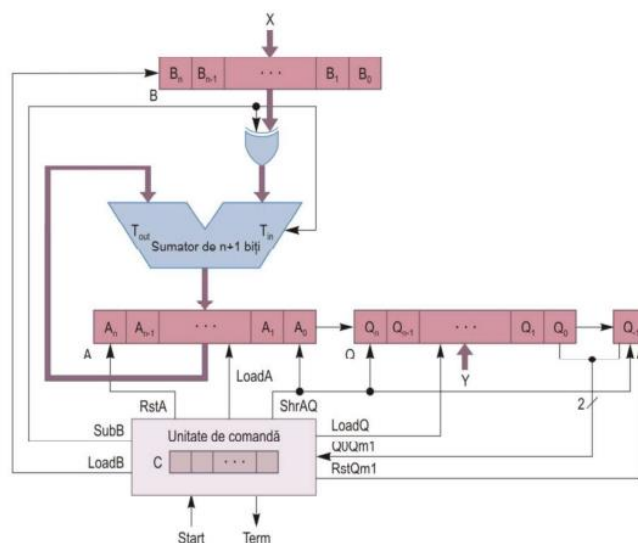 X
Bn Bn-1 · · · B1 B0
B
Tout Tin
Sumator de n+1 biți
An An-1 · · · A1 A0 Qn Qn-1 · · · Q1 Q0 Q-1
A Q
LoadA Y
RstA ShrAQ 2
SubB Unitate de comandă LoadQ
Q0Qm1
LoadB C · · · RstQm1
Start Term